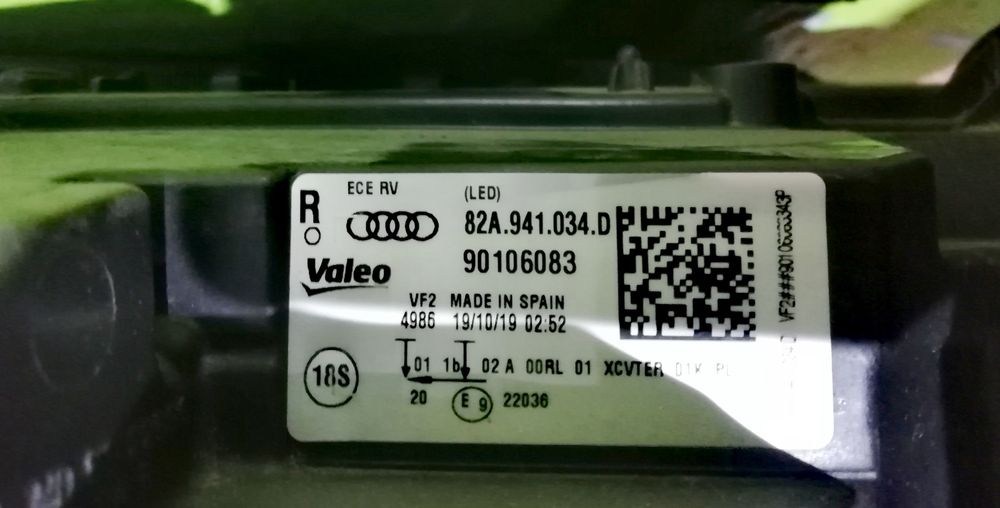 R
ECE RV
(LED)
82A.941.034.D
Valeo
90106083
VF2 MADE IN SPAIN
4986 19/10/19 02:52
18S
01 1b 02 A 00RL 01 XCVTER 01K
20 E 9 22036